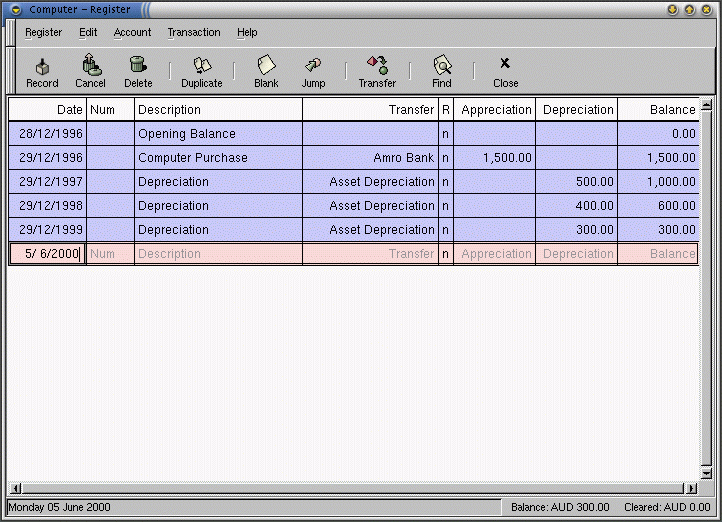 Computer – Register
Register Edit Account Transaction Help
Record Cancel Delete Duplicate Blank Jump Transfer Find Close
Date Num Description Transfer R Appreciation Depreciation Balance
28/12/1996 Opening Balance n 0.00
29/12/1996 Computer Purchase Amro Bank n 1,500.00 1,500.00
29/12/1997 Depreciation Asset Depreciation n 500.00 1,000.00
29/12/1998 Depreciation Asset Depreciation n 400.00 600.00
29/12/1999 Depreciation Asset Depreciation n 300.00 300.00
5/ 6/2000 Num Description Transfer n Appreciation Depreciation Balance
Monday 05 June 2000 Balance: AUD 300.00 Cleared: AUD 0.00